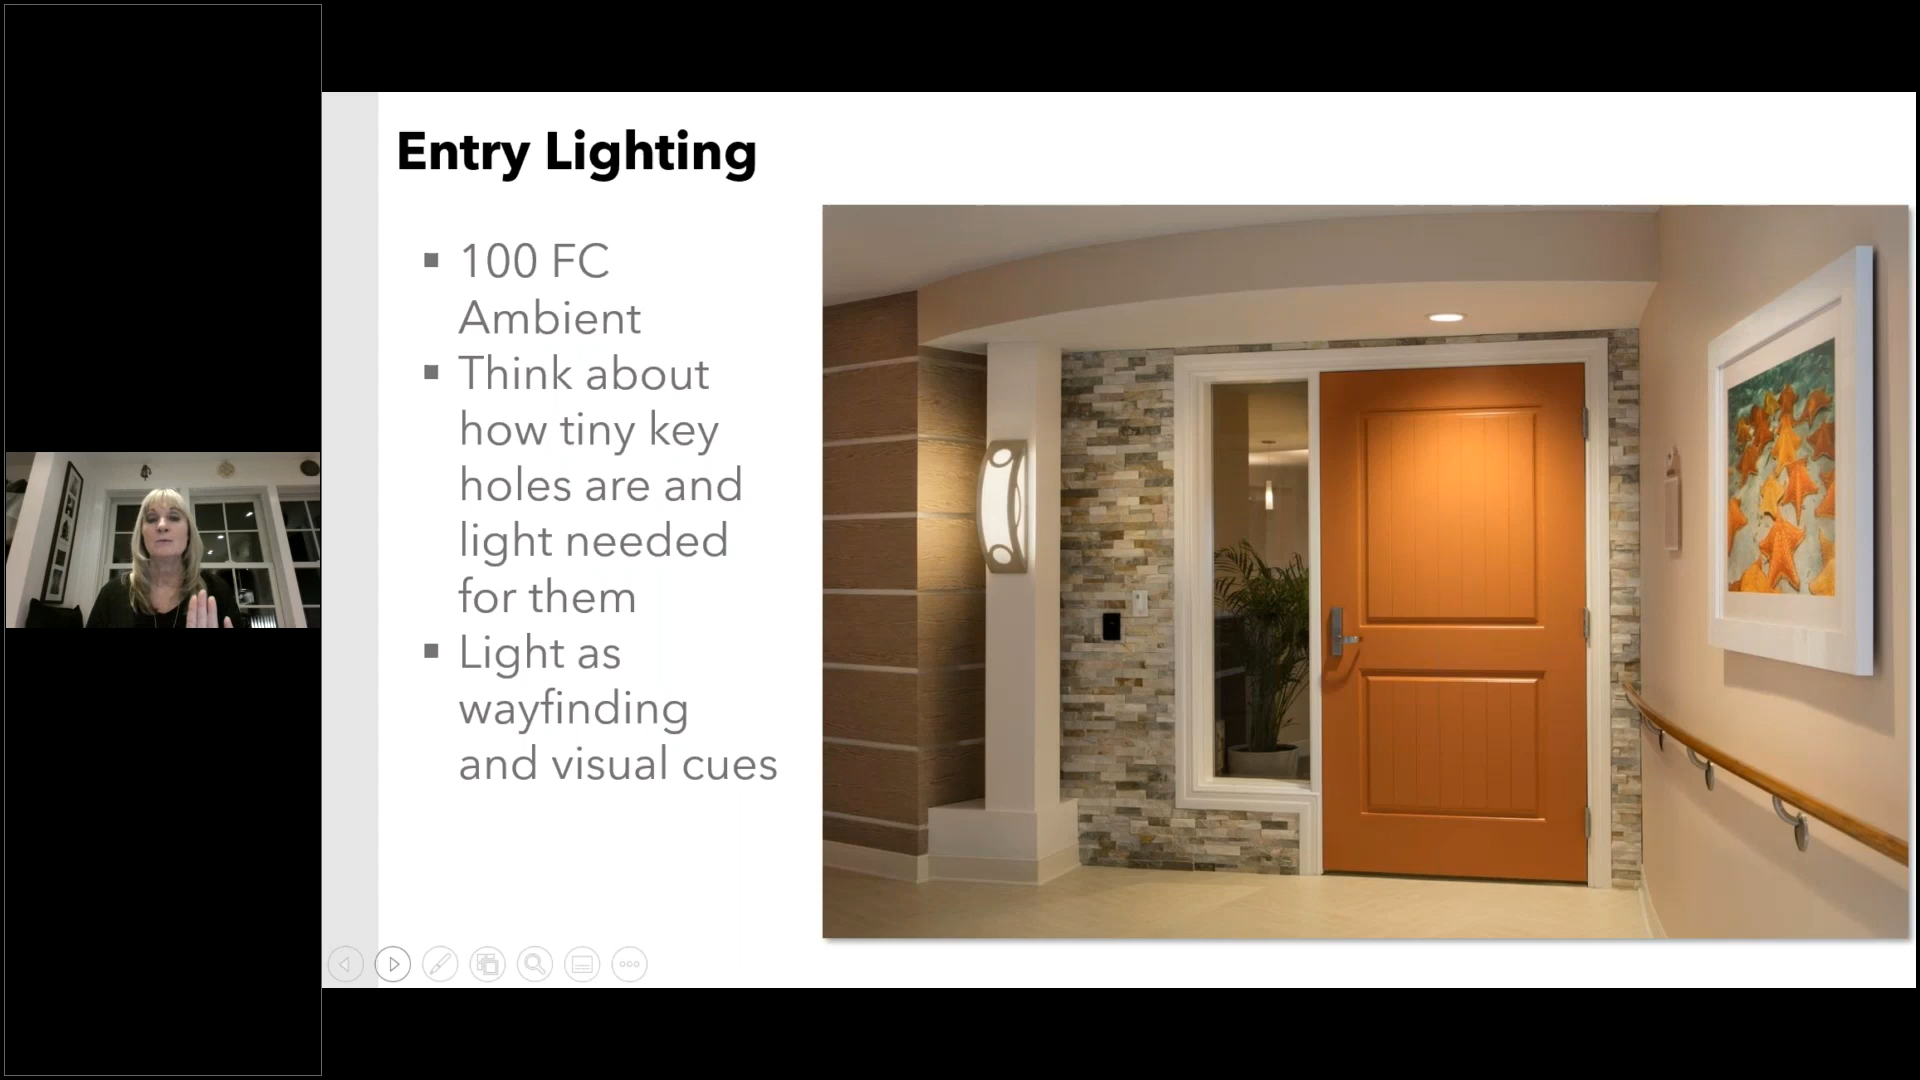 Entry Lighting
100 FC
Ambient
Think about
how tiny key
holes are and
light needed
for them
Light as
wayfinding
and visual cues